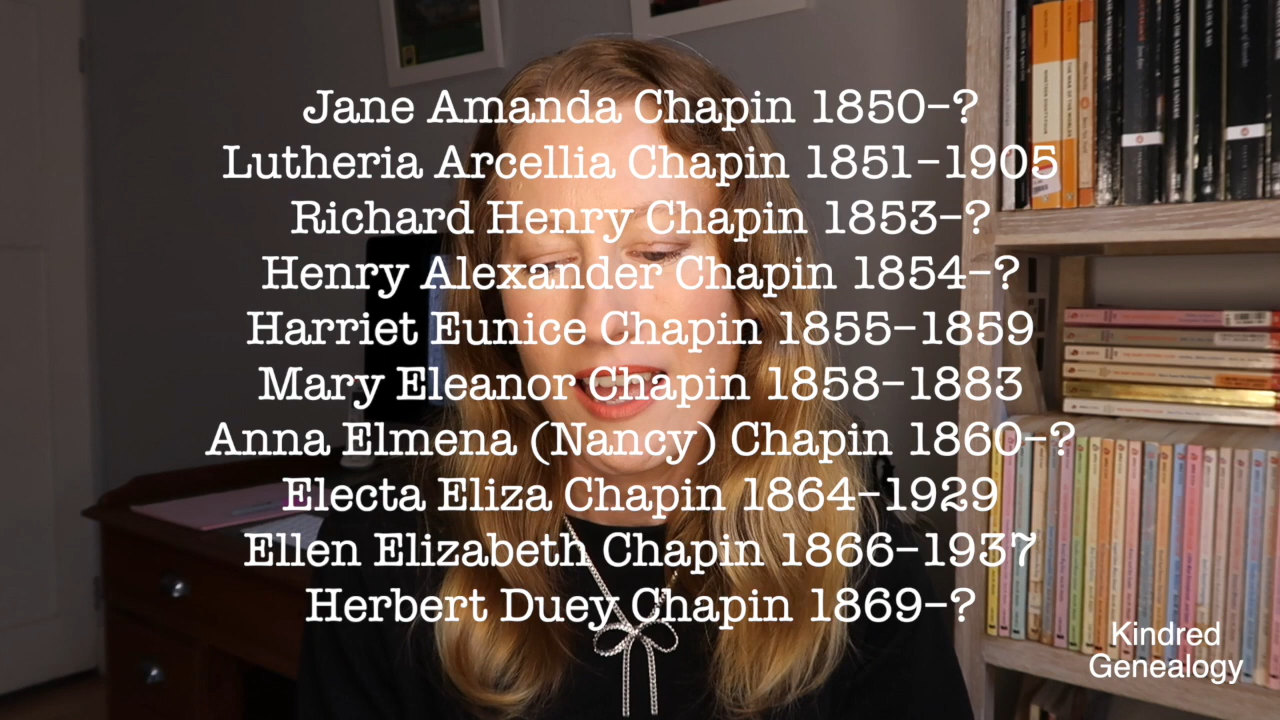 Jane Amanda Chapin 1850-?
Lutheria Arcellia Chapin 1851-1905
Richard Henry Chapin 1853-?
Henry Alexander Chapin 1854-?
Harriet Eunice Chapin 1855-1859
Mary Eleanor Chapin 1858-1883
Anna Elmena (Nancy) Chapin 1860-?
Electa Eliza Chapin 1864-1929
Ellen Elizabeth Chapin 1866-1937
Herbert Duey Chapin 1869-?
Kindred
Genealogy